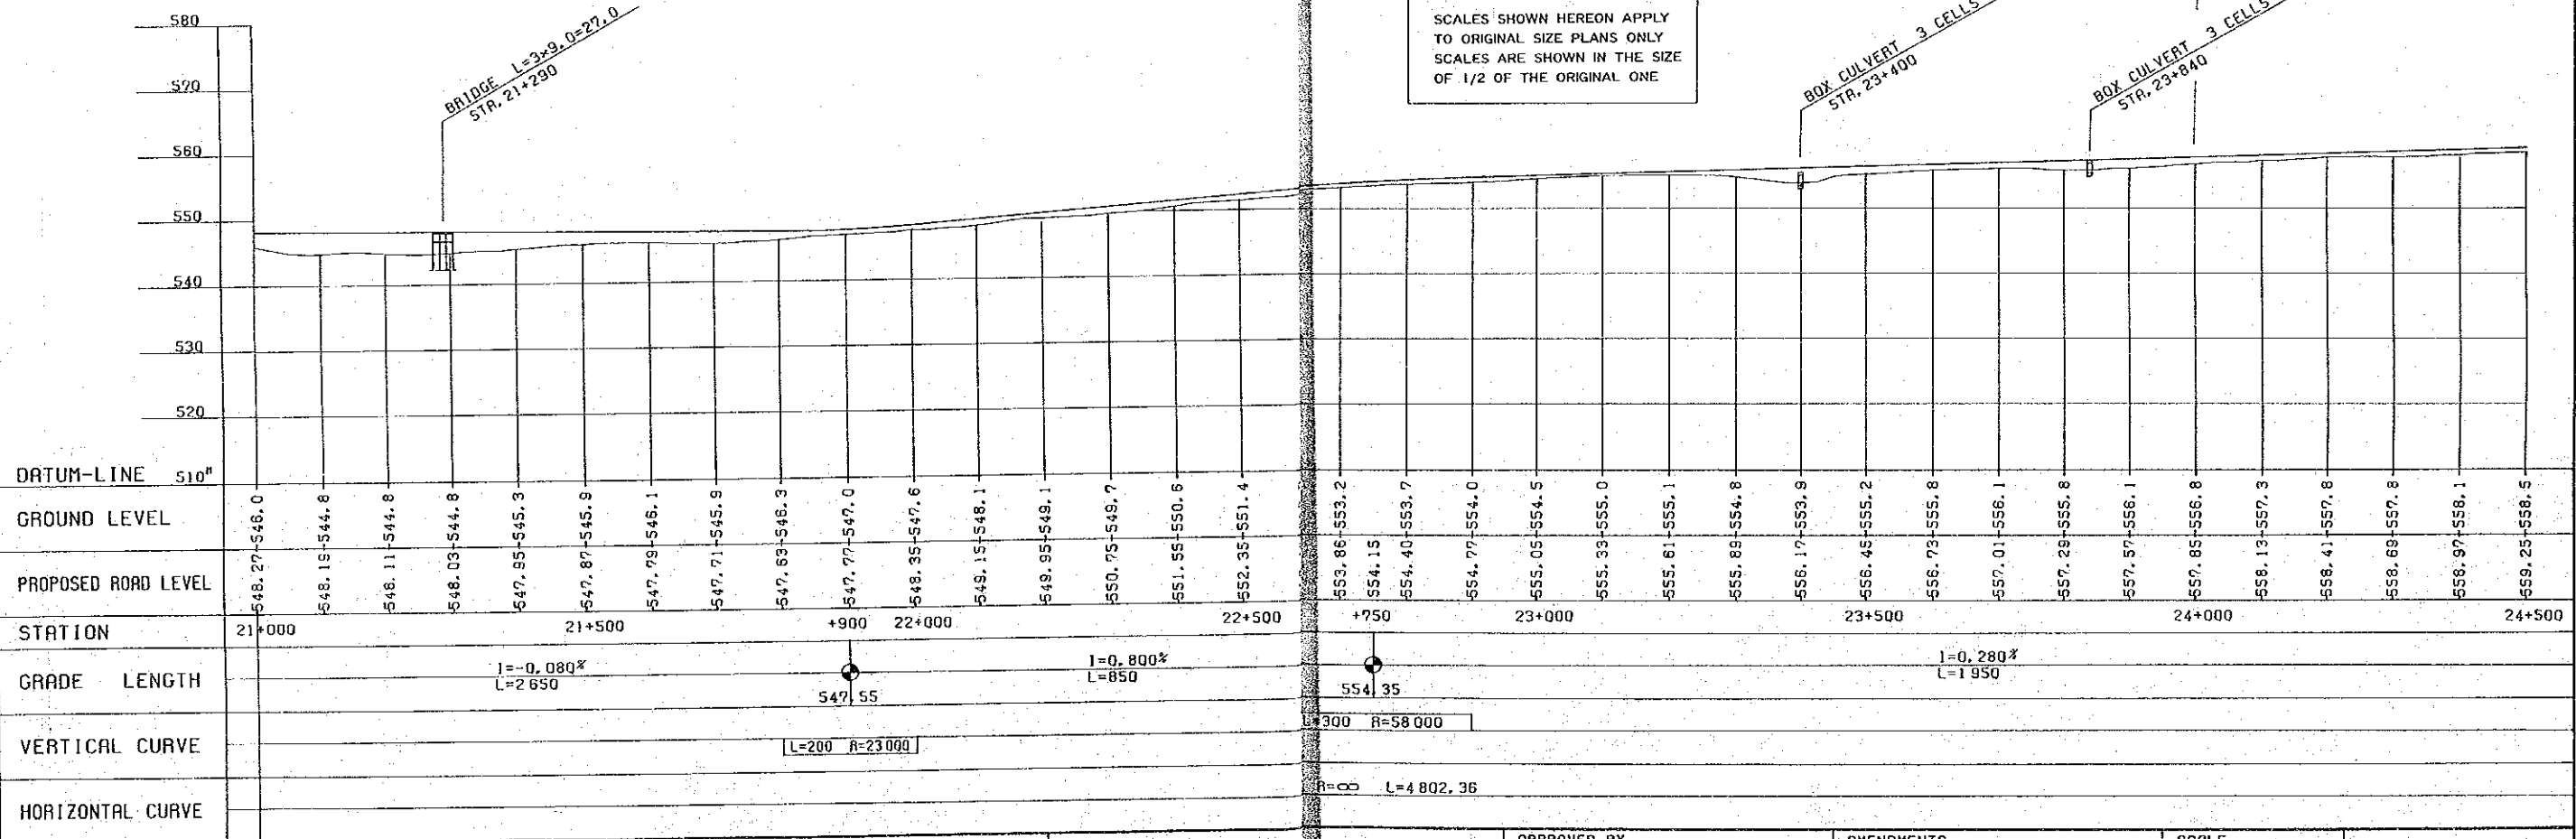 580
570
560
550
540
530
520
510M
BRIDGE L=3×9.0=27.0
STA. 21+290
SCALES SHOWN HEREON APPLY
TO ORIGINAL SIZE PLANS ONLY
SCALES ARE SHOWN IN THE SIZE
OF 1/2 OF THE ORIGINAL ONE
BOX CULVERT 3 CELLS
STA. 23+400
BOX CULVERT 3 CELLS
STA. 23+840
DATUM-LINE
GROUND LEVEL
PROPOSED ROAD LEVEL
548.27-546.0
548.19-544.8
548.11-544.8
548.03-544.8
547.95-545.3
547.87-545.9
547.79-546.1
547.71-545.9
547.63-546.3
547.77-547.0
548.35-547.6
549.15-548.1
549.95-549.1
550.75-549.7
551.55-550.6
552.35-551.4
553.86-553.2
554.15
554.40-553.7
554.77-554.0
555.05-554.5
555.33-555.0
555.61-555.1
555.89-554.8
556.17-553.9
556.45-555.2
556.73-555.8
557.01-556.1
557.29-555.8
557.57-556.1
557.85-556.8
558.13-557.3
558.41-557.8
558.69-557.8
558.97-558.1
559.25-558.5
STATION 21+000 21+500 +900 22+000 22+500 +750 23+000 23+500 24+000 24+500
GRADE LENGTH
I=-0.080%
L=2650
547.55
I=0.800%
L=850
554.35
I=0.280%
L=1950
VERTICAL CURVE
L=200 R=23000
L=300 R=58000
HORIZONTAL CURVE
R=∞ L=4802.36